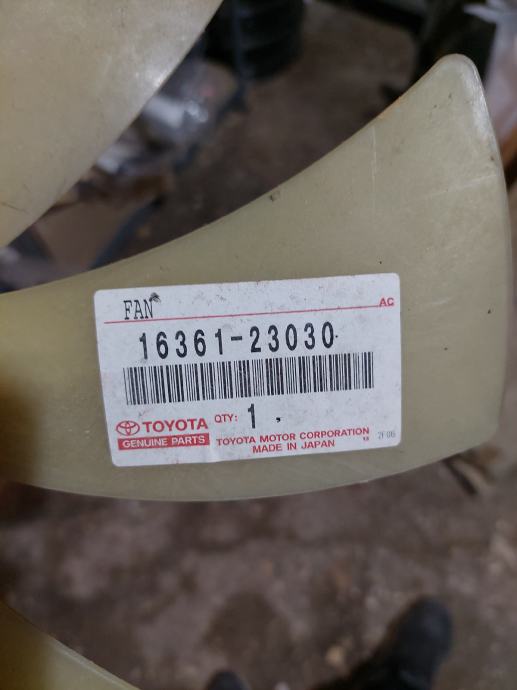 FAN
AC
16361-23030
TOYOTA QTY: 1
GENUINE PARTS TOYOTA MOTOR CORPORATION
MADE IN JAPAN